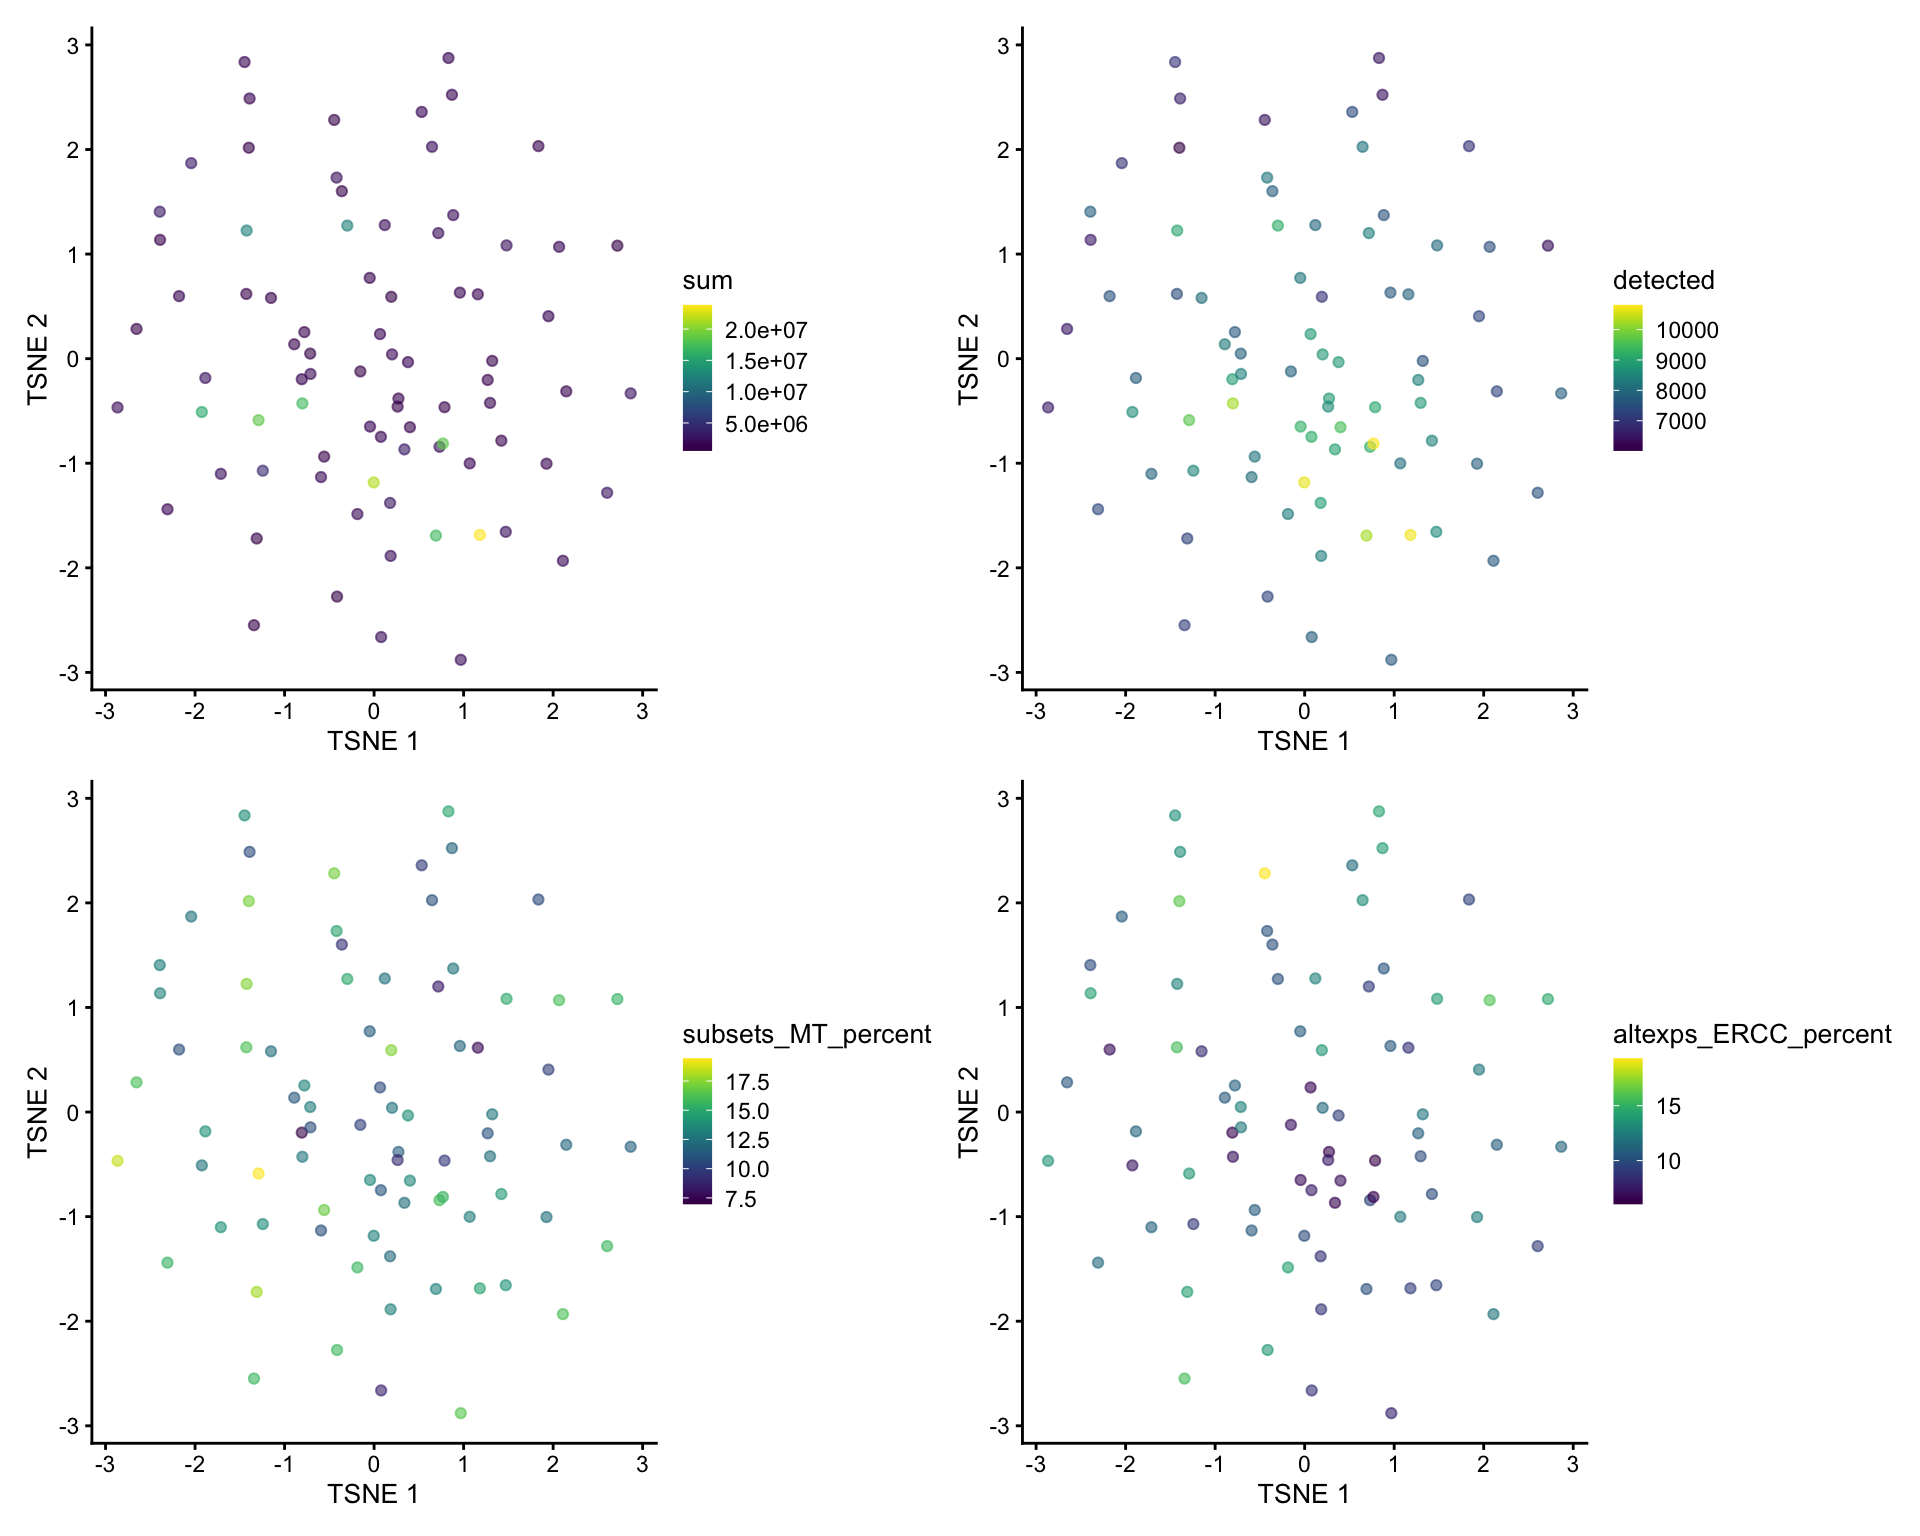 3
2
1
0
-1
-2
-3
TSNE 2
-3 -2 -1 0 1 2 3
TSNE 1
sum
2.0e+07
1.5e+07
1.0e+07
5.0e+06
3
2
1
0
-1
-2
-3
TSNE 2
-3 -2 -1 0 1 2 3
TSNE 1
detected
10000
9000
8000
7000
3
2
1
0
-1
-2
-3
TSNE 2
-3 -2 -1 0 1 2 3
TSNE 1
subsets_MT_percent
17.5
15.0
12.5
10.0
7.5
3
2
1
0
-1
-2
-3
TSNE 2
-3 -2 -1 0 1 2 3
TSNE 1
altexps_ERCC_percent
15
10